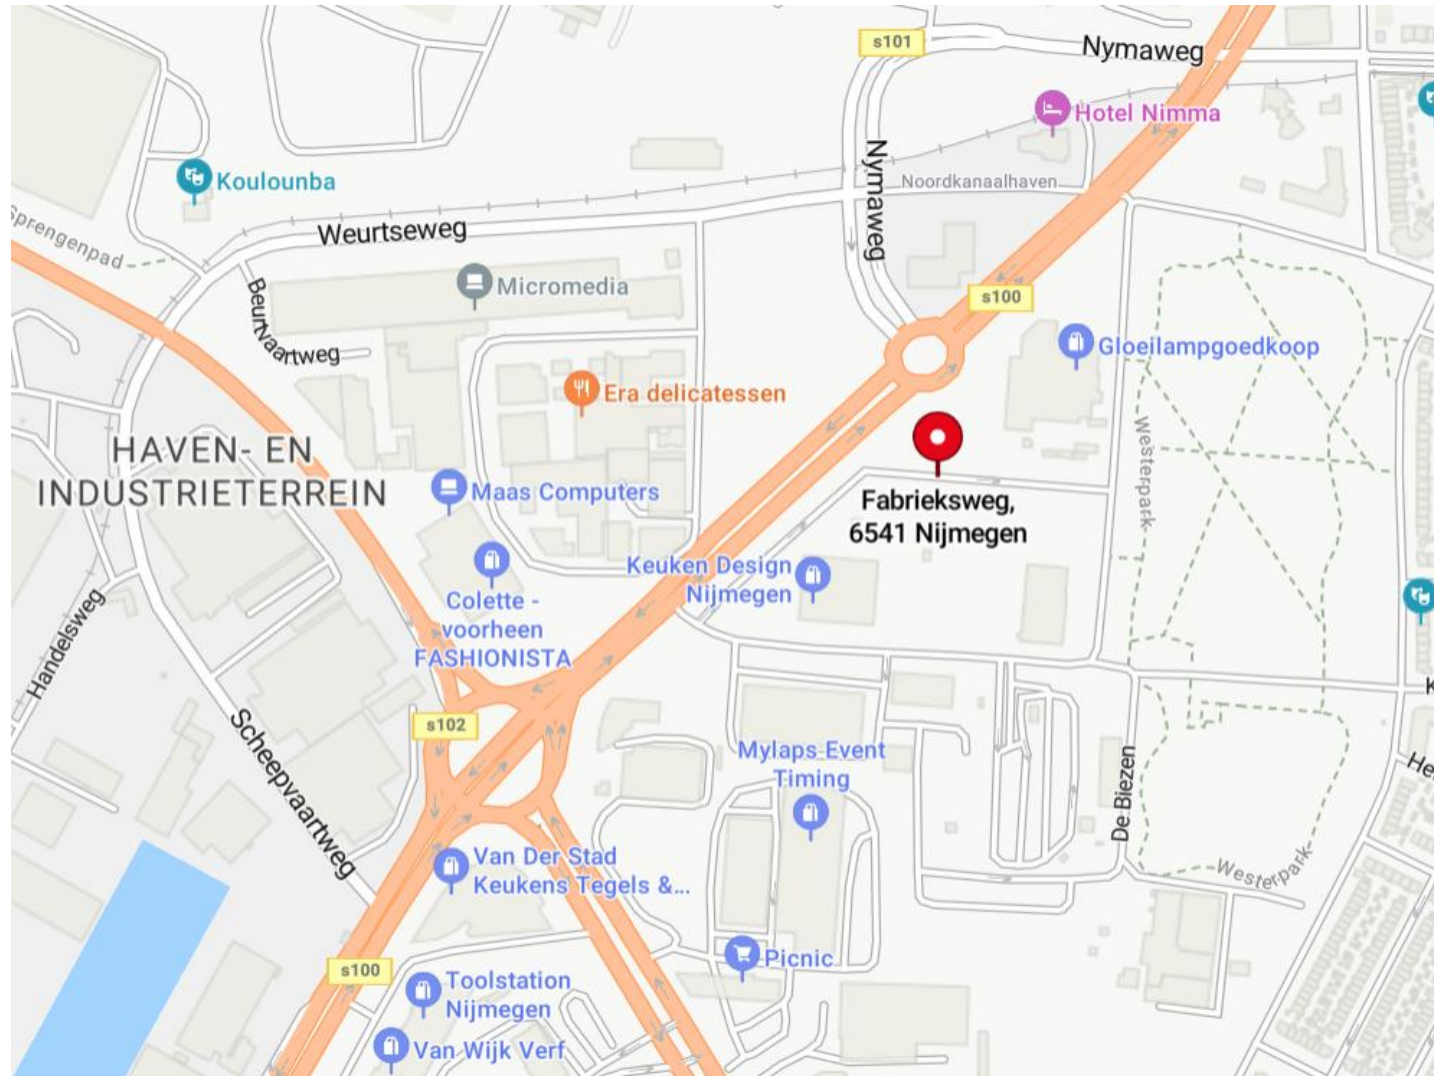 s101
Nymaweg
Hotel Nimma
Nymaweg
Koulounba
Noordkanaalhaven
Sprengenpad
Weurtseweg
Micromedia
s100
Beurtvaartweg
Gloeilampgoedkoop
Era delicatessen
HAVEN- EN
INDUSTRIETERREIN
Westerpark
Maas Computers
Fabrieksweg,
6541 Nijmegen
Keuken Design
Nijmegen
Colette -
voorheen
FASHIONISTA
Handelsweg
s102
Scheepvaartweg
Mylaps Event
Timing
De Biezen
Van Der Stad
Keukens Tegels &...
Westerpark
Picnic
s100
Toolstation
Nijmegen
Van Wijk Verf